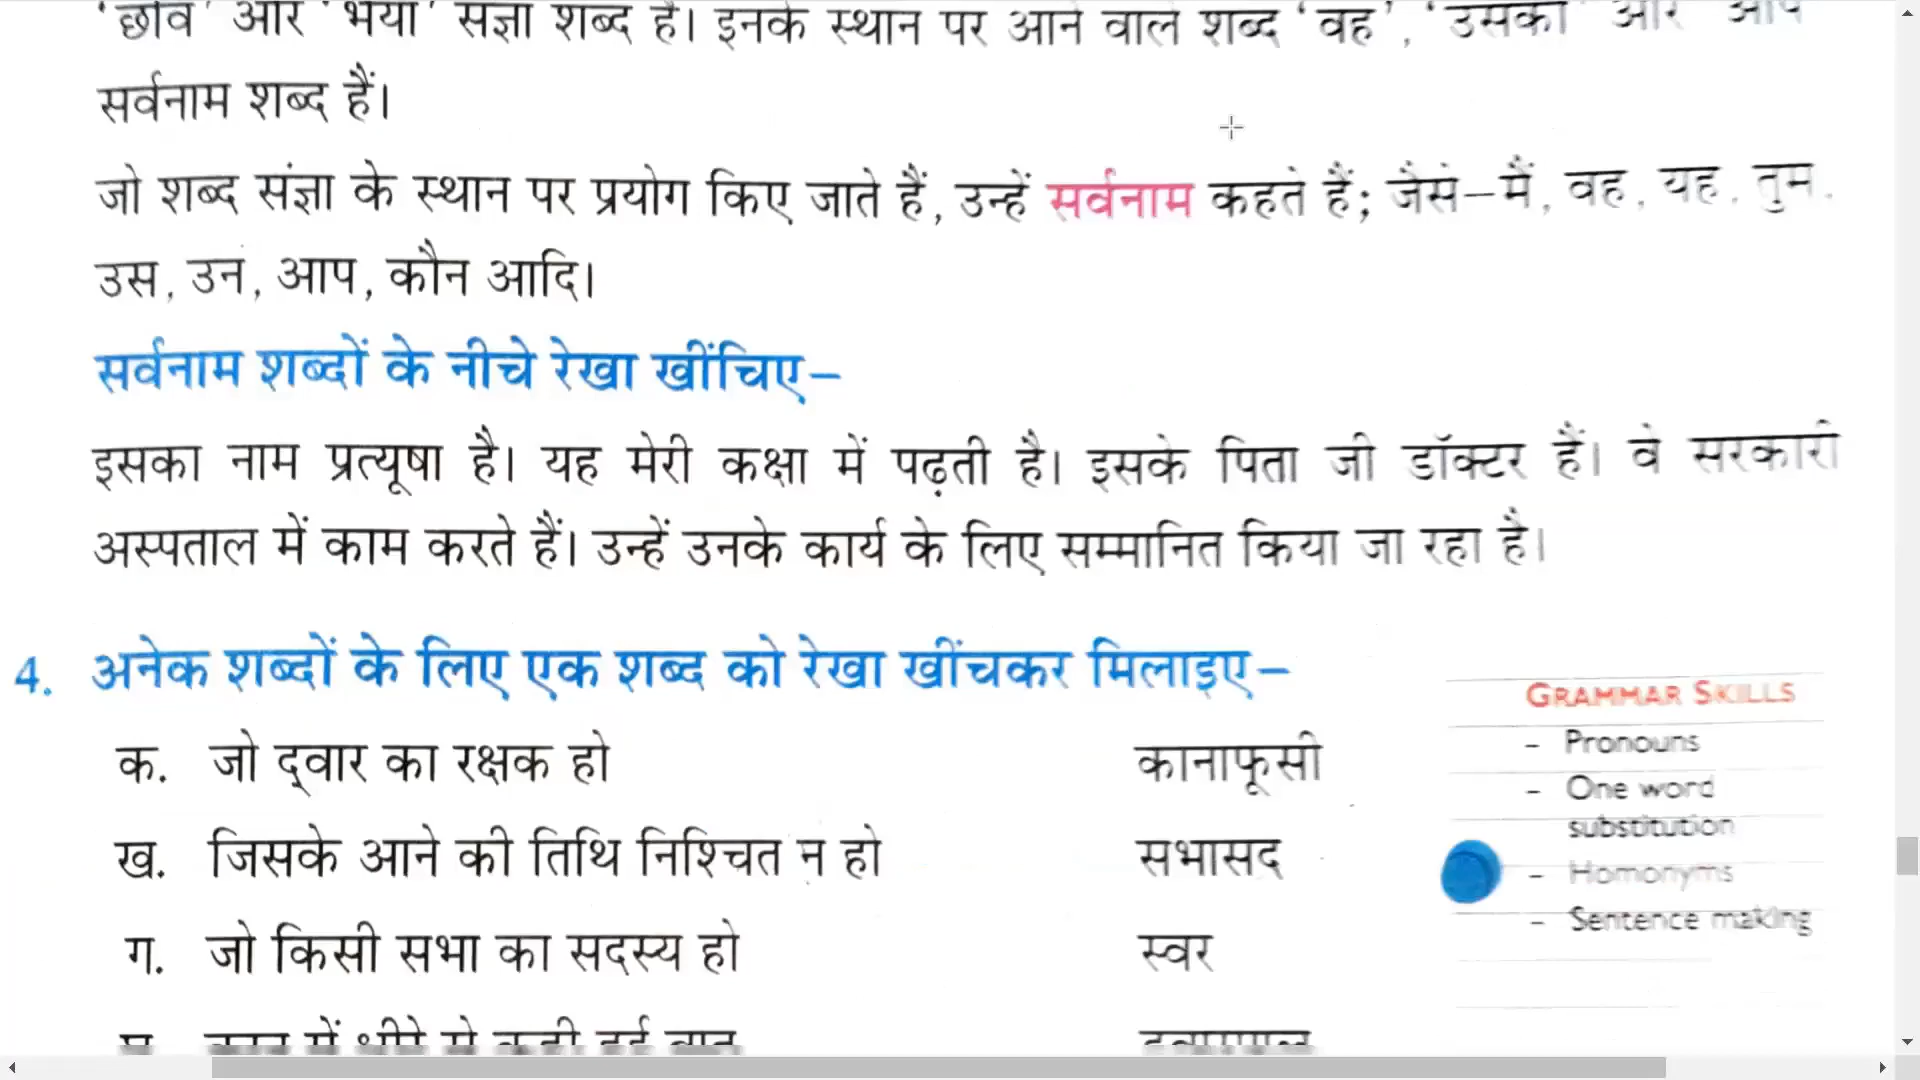 सर्वनाम शब्द हैं।
जो शब्द संज्ञा के स्थान पर प्रयोग किए जाते हैं, उन्हें सर्वनाम कहते हैं; जैसे–मैं, वह, यह, तुम,
उस, उन, आप, कौन आदि।
सर्वनाम शब्दों के नीचे रेखा खींचिए–
इसका नाम प्रत्यूषा है। यह मेरी कक्षा में पढ़ती है। इसके पिता जी डॉक्टर हैं। वे सरकारी
अस्पताल में काम करते हैं। उन्हें उनके कार्य के लिए सम्मानित किया जा रहा है।
4. अनेक शब्दों के लिए एक शब्द को रेखा खींचकर मिलाइए–
क. जो द्‌वार का रक्षक हो कानाफूसी
ख. जिसके आने की तिथि निश्चित न हो सभासद
ग. जो किसी सभा का सदस्य हो स्वर
GRAMMAR SKILLS
- Pronouns
- One word
substitution
- Homonyms
- Sentence making